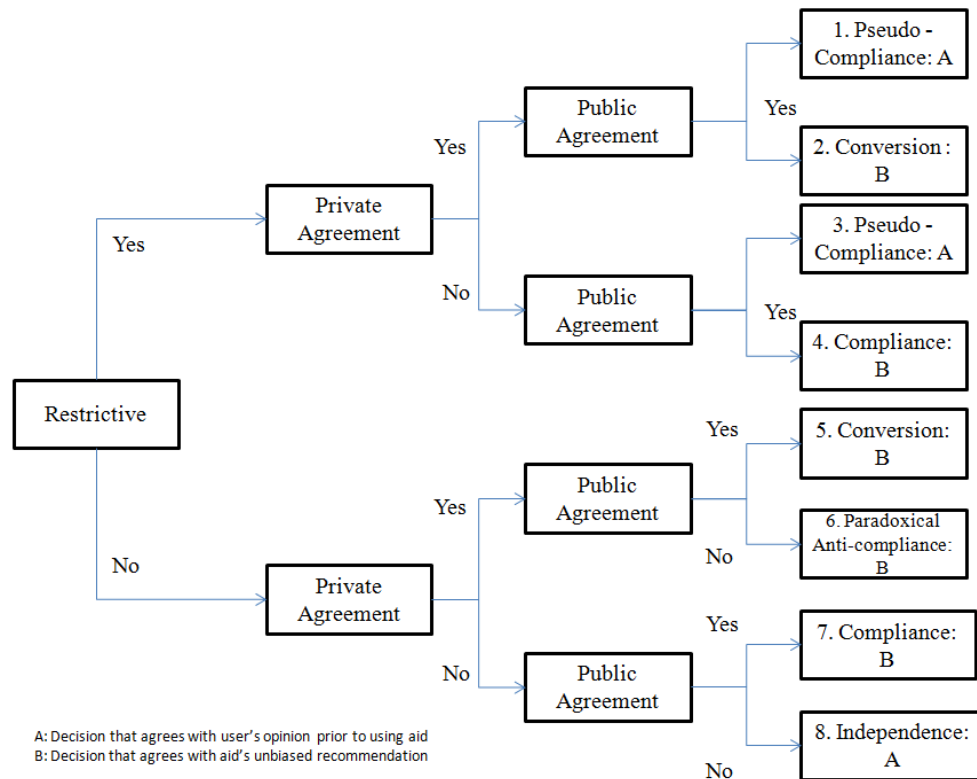 1. Pseudo -
Compliance: A
Public
Agreement
Yes
Yes
2. Conversion :
B
Private
Agreement
Yes
3. Pseudo -
Compliance: A
No
Public
Agreement
Yes
4. Compliance:
B
Restrictive
Yes
5. Conversion:
B
Yes
Public
Agreement
No
6. Paradoxical
Anti-compliance:
B
No
Private
Agreement
Yes
7. Compliance:
B
No
Public
Agreement
8. Independence:
A
No
A: Decision that agrees with user's opinion prior to using aid
B: Decision that agrees with aid's unbiased recommendation